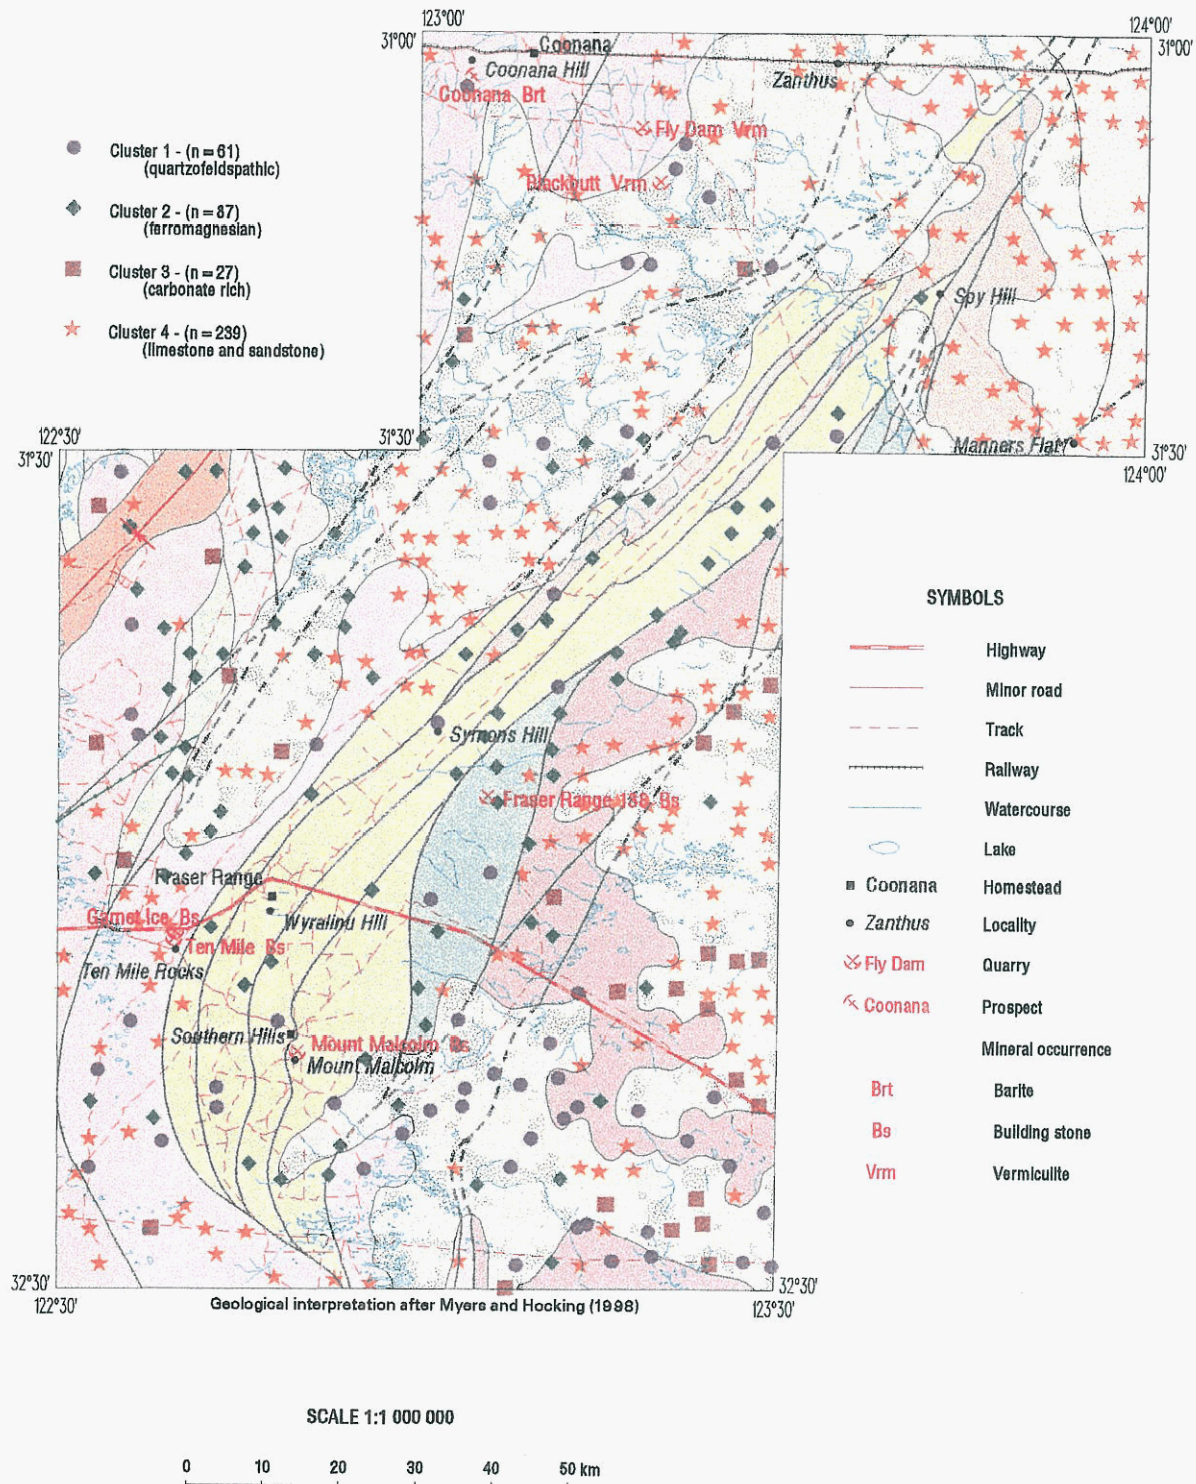 123°00'
124°00'
31°00'
31°00'
Coonana
Coonana Hill
Zanthus
Coonana Brt
Fly Dam Vrm
Blackbutt Vrm
Cluster 1 - (n = 61)
(quartzofeldspathic)
Cluster 2 - (n = 87)
(ferromagnesian)
Cluster 3 - (n = 27)
(carbonate rich)
Cluster 4 - (n = 239)
(limestone and sandstone)
Spy Hill
Manners Flat
122°30'
31°30'
31°30'
31°30'
124°00'
Symons Hill
Fraser Range 188 Bs
Fraser Range
Wyralinu Hill
Garnet Ice Bs
Ten Mile Bs
Ten Mile Rocks
Southern Hills
Mount Malcolm Bs
Mount Malcolm
32°30'
32°30'
122°30'
123°30'
Geological interpretation after Myers and Hocking (1998)
SYMBOLS
Highway
Minor road
Track
Railway
Watercourse
Lake
Coonana Homestead
Zanthus Locality
Fly Dam Quarry
Coonana Prospect
Mineral occurrence
Brt Barite
Bs Building stone
Vrm Vermiculite
SCALE 1:1 000 000
0 10 20 30 40 50 km